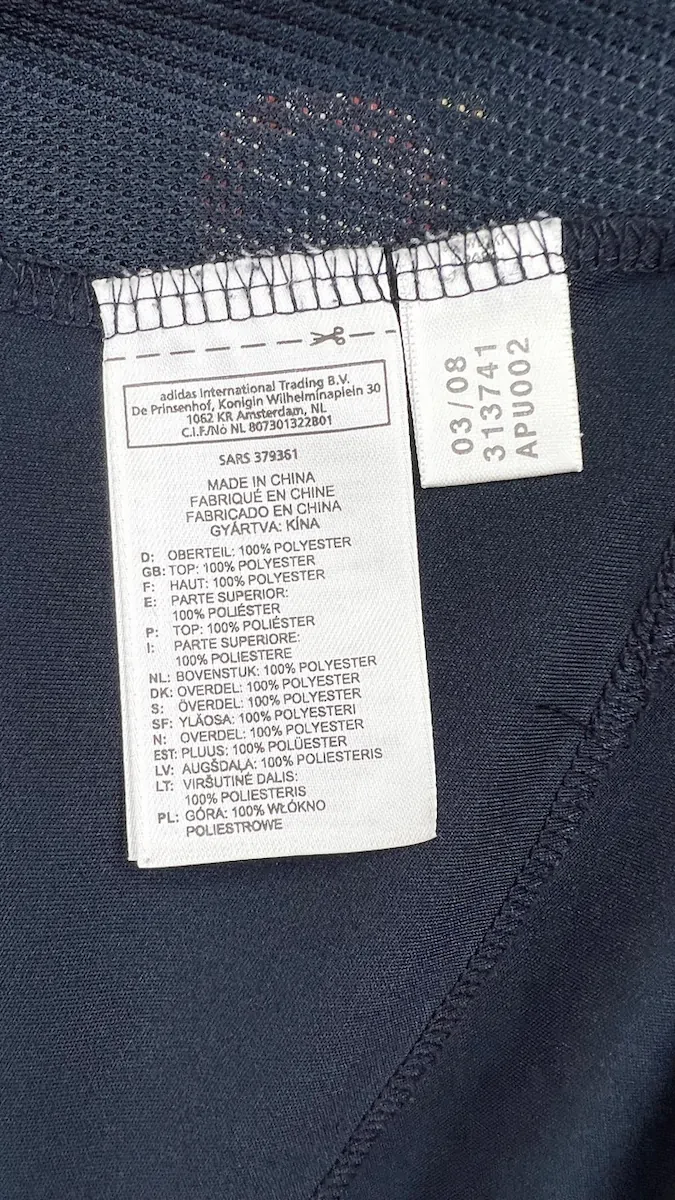 adidas International Trading B.V.
De Prinsenhof, Konigin Wilhelminaplein 30
1062 KR Amsterdam, NL
C.I.F./No NL 807301322B01
SARS 379361
MADE IN CHINA
FABRIQUÉ EN CHINE
FABRICADO EN CHINA
GYÁRTVA: KÍNA
D: OBERTEIL: 100% POLYESTER
GB: TOP: 100% POLYESTER
F: HAUT: 100% POLYESTER
E: PARTE SUPERIOR:
100% POLIÉSTER
P: TOP: 100% POLIÉSTER
I: PARTE SUPERIORE:
100% POLIESTERE
NL: BOVENSTUK: 100% POLYESTER
DK: OVERDEL: 100% POLYESTER
S: ÖVERDEL: 100% POLYESTER
SF: YLÄOSA: 100% POLYESTERI
N: OVERDEL: 100% POLYESTER
EST: PLUUS: 100% POLÜESTER
LV: AUGŠDAĻA: 100% POLIESTERIS
LT: VIRŠUTINĖ DALIS:
100% POLIESTERIS
PL: GÓRA: 100% WŁÓKNO
POLIESTROWE
03/08
313741
APU002